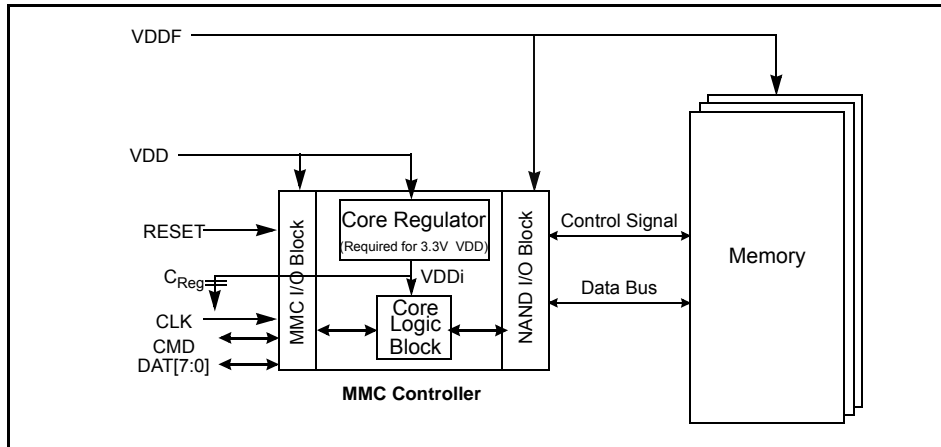 VDDF
VDD
Core Regulator
(Required for 3.3V VDD)
RESET
MMC I/O Block
NAND I/O Block
Control Signal
Memory
CReg
VDDi
Data Bus
CLK
Core
Logic
Block
CMD
DAT[7:0]
MMC Controller